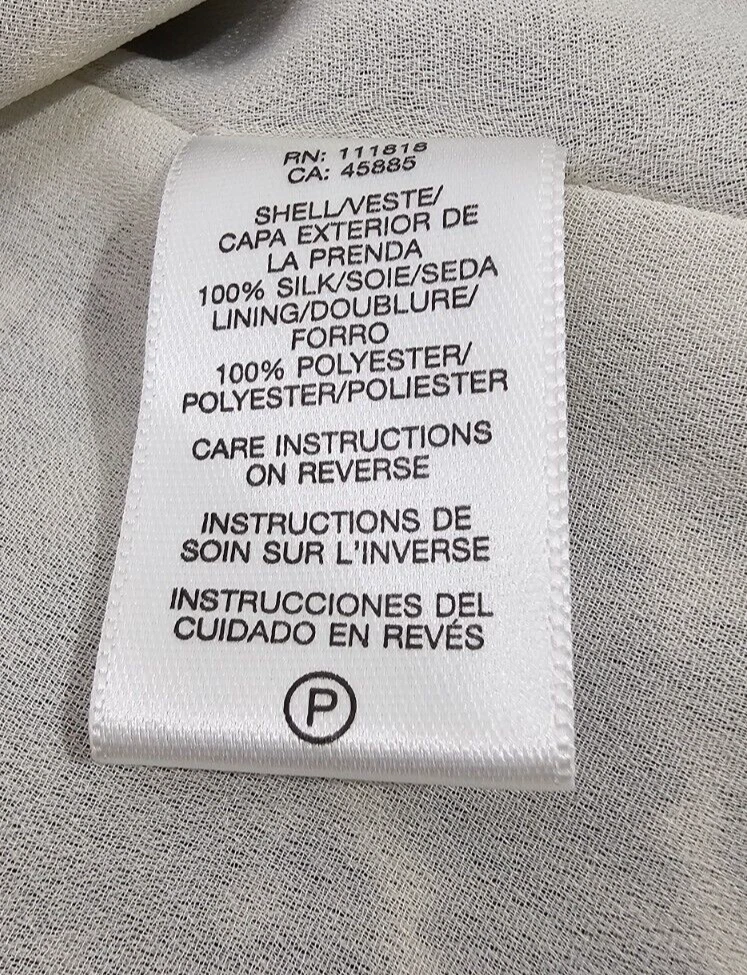 RN: 111818
CA: 45885
SHELL/VESTE/
CAPA EXTERIOR DE
LA PRENDA
100% SILK/SOIE/SEDA
LINING/DOUBLURE/
FORRO
100% POLYESTER/
POLYESTER/POLIESTER
CARE INSTRUCTIONS
ON REVERSE
INSTRUCTIONS DE
SOIN SUR L'INVERSE
INSTRUCCIONES DEL
CUIDADO EN REVÉS
P